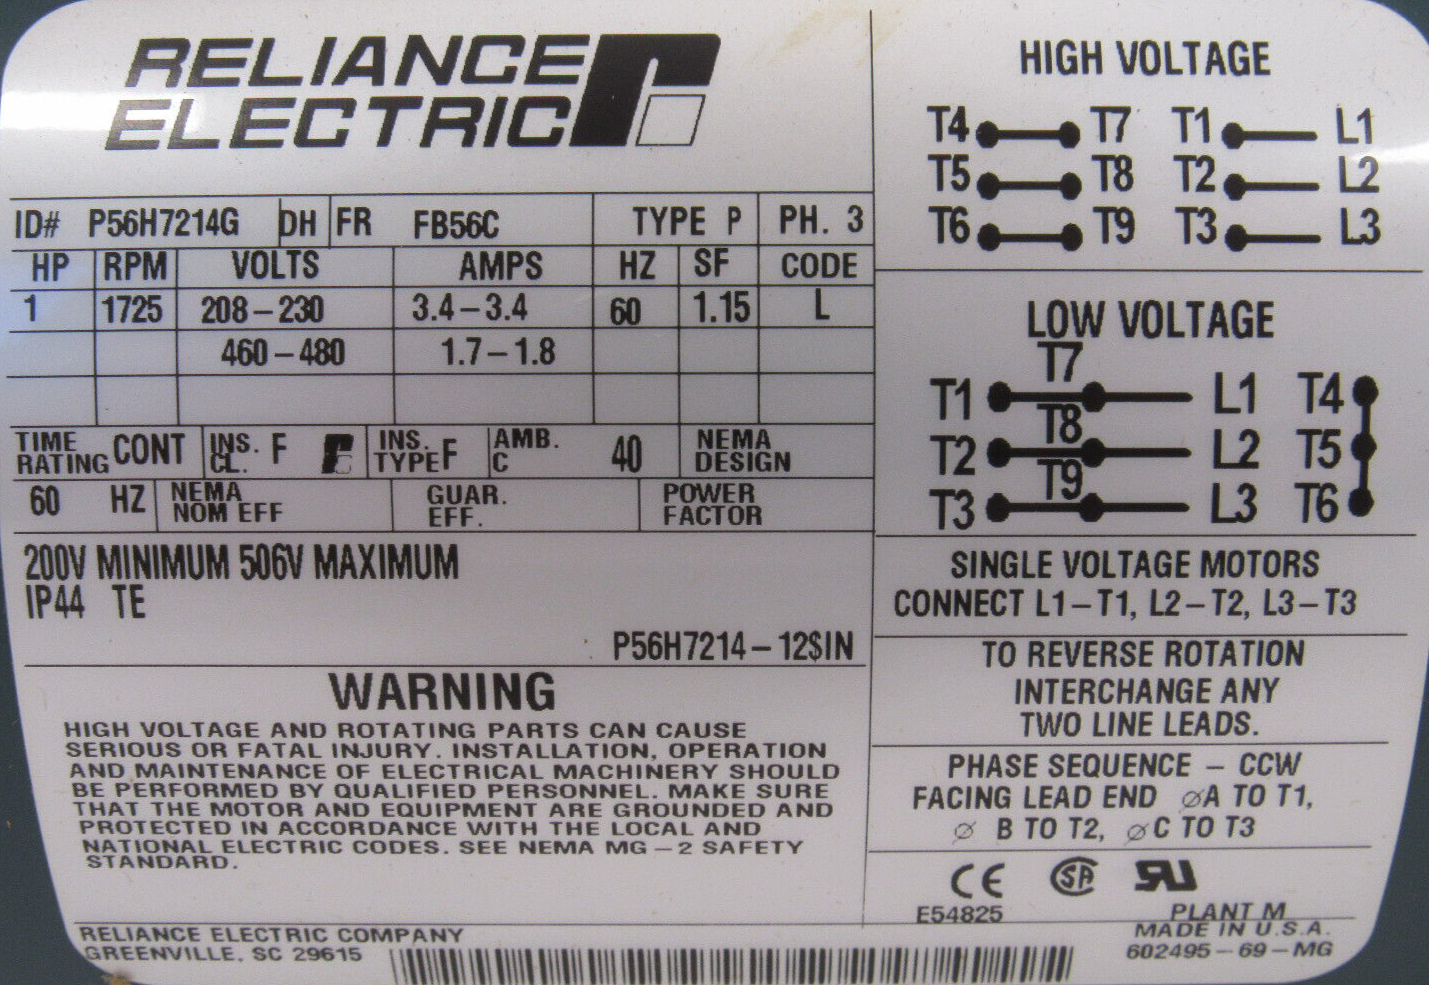 RELIANCE
ELECTRIC
ID# P56H7214G DH FR FB56C TYPE P PH. 3
HP RPM VOLTS AMPS HZ SF CODE
1 1725 208-230 3.4-3.4 60 1.15 L
460-480 1.7-1.8
TIME RATING CONT INS. CL. F INS. TYPE F AMB. C 40 NEMA DESIGN
60 HZ NEMA NOM EFF GUAR. EFF. POWER FACTOR
200V MINIMUM 506V MAXIMUM
IP44 TE
P56H7214-12$IN
WARNING
HIGH VOLTAGE AND ROTATING PARTS CAN CAUSE
SERIOUS OR FATAL INJURY. INSTALLATION, OPERATION
AND MAINTENANCE OF ELECTRICAL MACHINERY SHOULD
BE PERFORMED BY QUALIFIED PERSONNEL. MAKE SURE
THAT THE MOTOR AND EQUIPMENT ARE GROUNDED AND
PROTECTED IN ACCORDANCE WITH THE LOCAL AND
NATIONAL ELECTRIC CODES. SEE NEMA MG-2 SAFETY
STANDARD.
RELIANCE ELECTRIC COMPANY
GREENVILLE, SC 29615
HIGH VOLTAGE
T4 T7 T1 L1
T5 T8 T2 L2
T6 T9 T3 L3
LOW VOLTAGE
T7
T1 L1 T4
T8
T2 L2 T5
T9
T3 L3 T6
SINGLE VOLTAGE MOTORS
CONNECT L1-T1, L2-T2, L3-T3
TO REVERSE ROTATION
INTERCHANGE ANY
TWO LINE LEADS.
PHASE SEQUENCE - CCW
FACING LEAD END ØA TO T1,
Ø B TO T2, ØC TO T3
CE SA RU
E54825 PLANT M
MADE IN U.S.A.
602495-69-MG